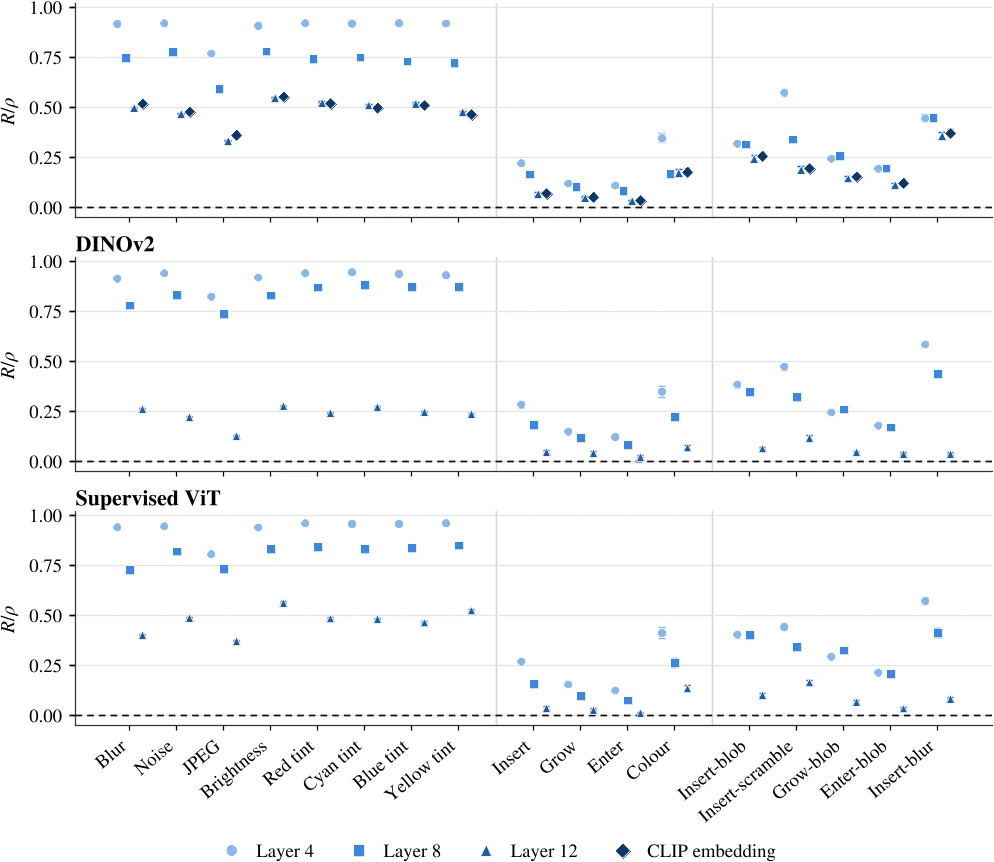 1.00
0.75
0.50
0.25
0.00
R/ρ
DINOv2
1.00
0.75
0.50
0.25
0.00
R/ρ
Supervised ViT
1.00
0.75
0.50
0.25
0.00
R/ρ
Blur
Noise
JPEG
Brightness
Red tint
Cyan tint
Blue tint
Yellow tint
Insert
Grow
Enter
Colour
Insert-blob
Insert-scramble
Grow-blob
Enter-blob
Insert-blur
Layer 4 Layer 8 Layer 12 CLIP embedding